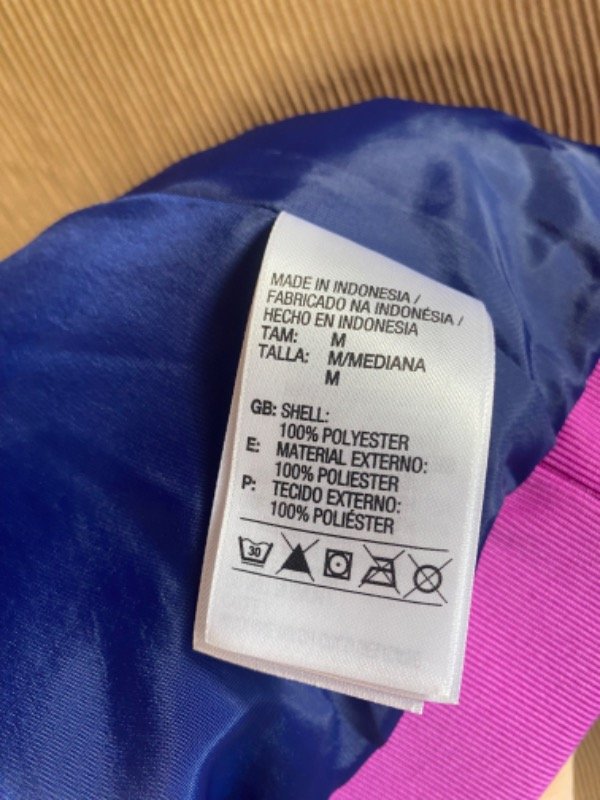 MADE IN INDONESIA /
FABRICADO NA INDONÉSIA /
HECHO EN INDONESIA
TAM: M
TALLA: M/MEDIANA
M
GB: SHELL:
100% POLYESTER
E: MATERIAL EXTERNO:
100% POLIESTER
P: TECIDO EXTERNO:
100% POLIÉSTER
30